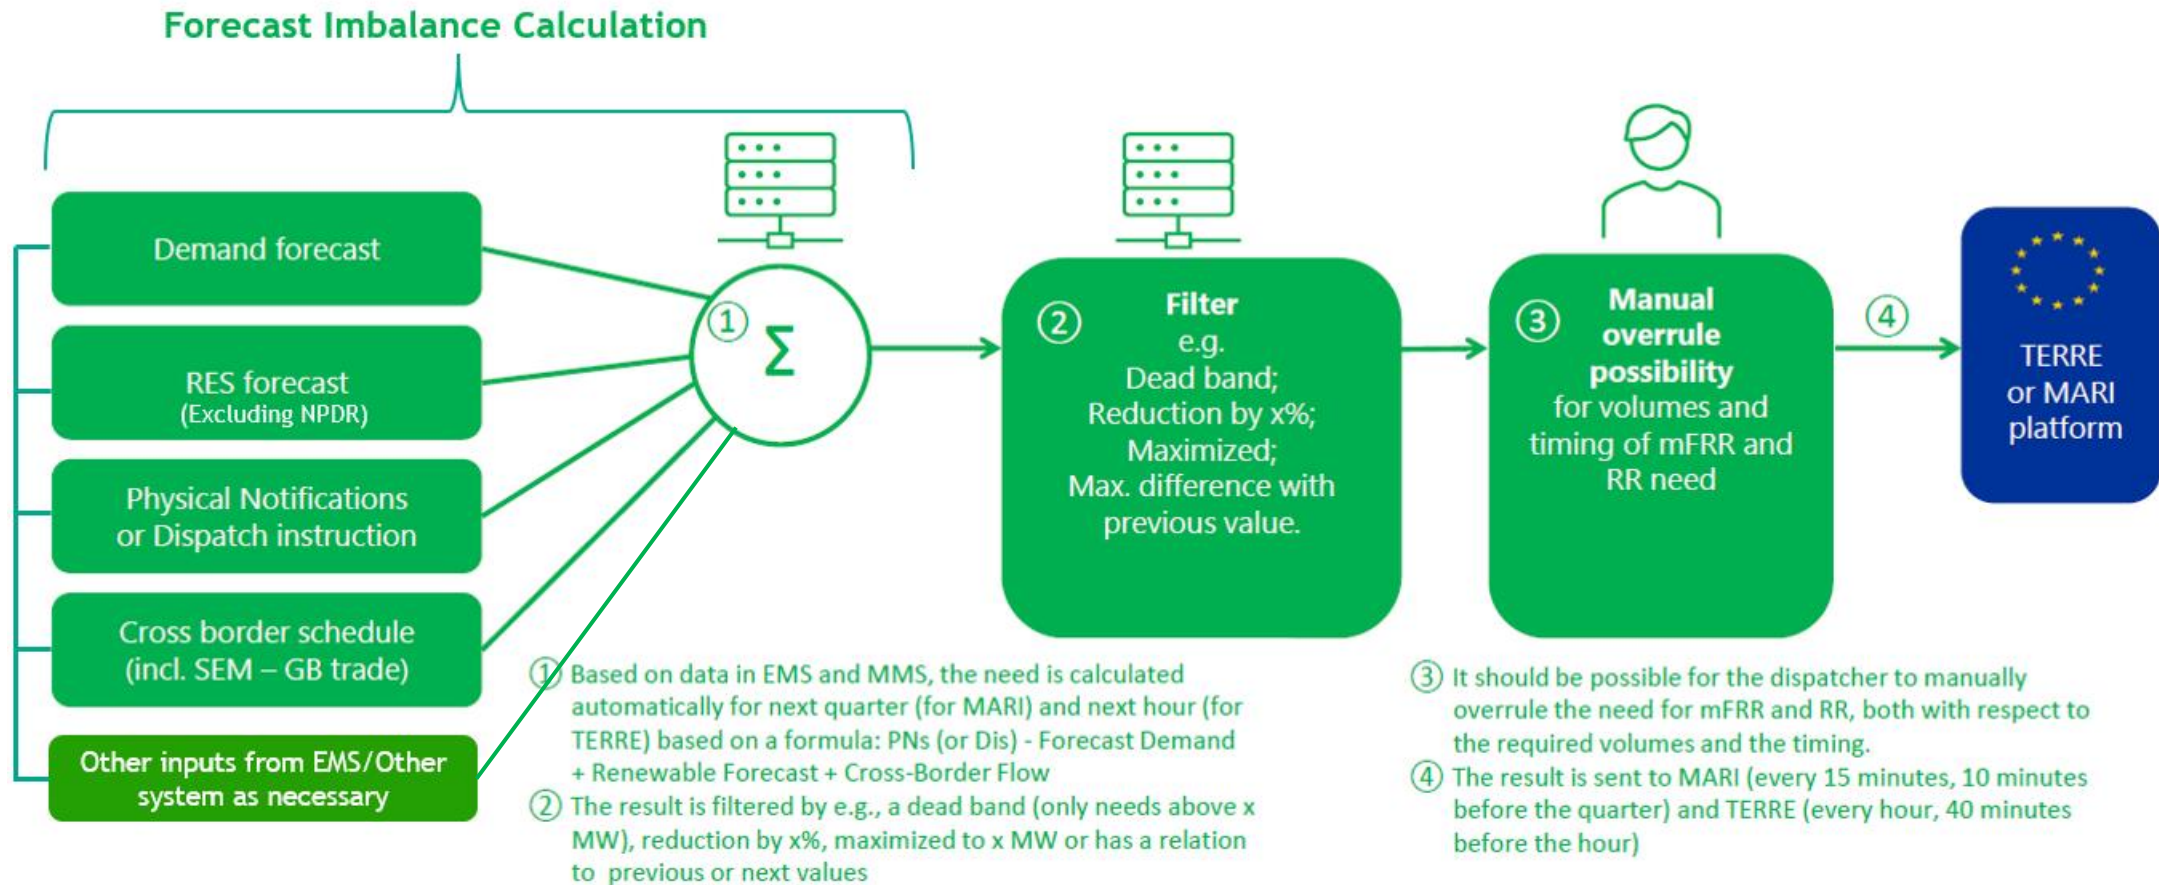 Forecast Imbalance Calculation
Demand forecast
RES forecast
(Excluding NPDR)
Physical Notifications
or Dispatch instruction
Cross border schedule
(incl. SEM – GB trade)
Other inputs from EMS/Other
system as necessary
① Σ
② Filter
e.g.
Dead band;
Reduction by x%;
Maximized;
Max. difference with
previous value.
③ Manual
overrule
possibility
for volumes and
timing of mFRR and
RR need
④
TERRE
or MARI
platform
① Based on data in EMS and MMS, the need is calculated
automatically for next quarter (for MARI) and next hour (for
TERRE) based on a formula: PNs (or Dis) - Forecast Demand
+ Renewable Forecast + Cross-Border Flow
② The result is filtered by e.g., a dead band (only needs above x
MW), reduction by x%, maximized to x MW or has a relation
to previous or next values
③ It should be possible for the dispatcher to manually
overrule the need for mFRR and RR, both with respect to
the required volumes and the timing.
④ The result is sent to MARI (every 15 minutes, 10 minutes
before the quarter) and TERRE (every hour, 40 minutes
before the hour)